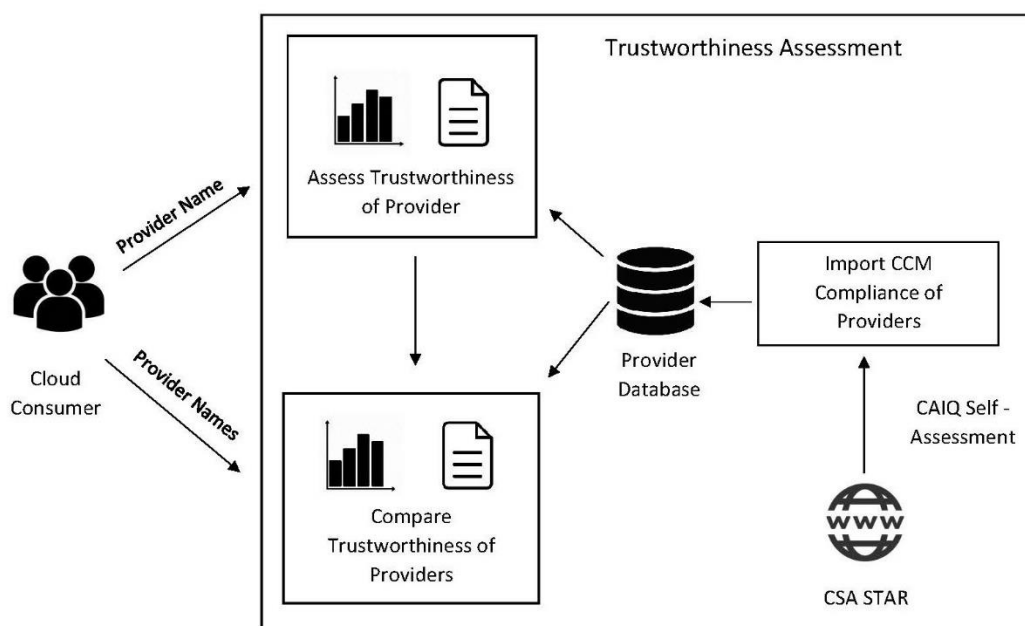 Trustworthiness Assessment
Assess Trustworthiness
of Provider
Provider Name
Cloud
Consumer
Provider Names
Provider
Database
Import CCM
Compliance of
Providers
CAIQ Self -
Assessment
Compare
Trustworthiness of
Providers
WWW
CSA STAR